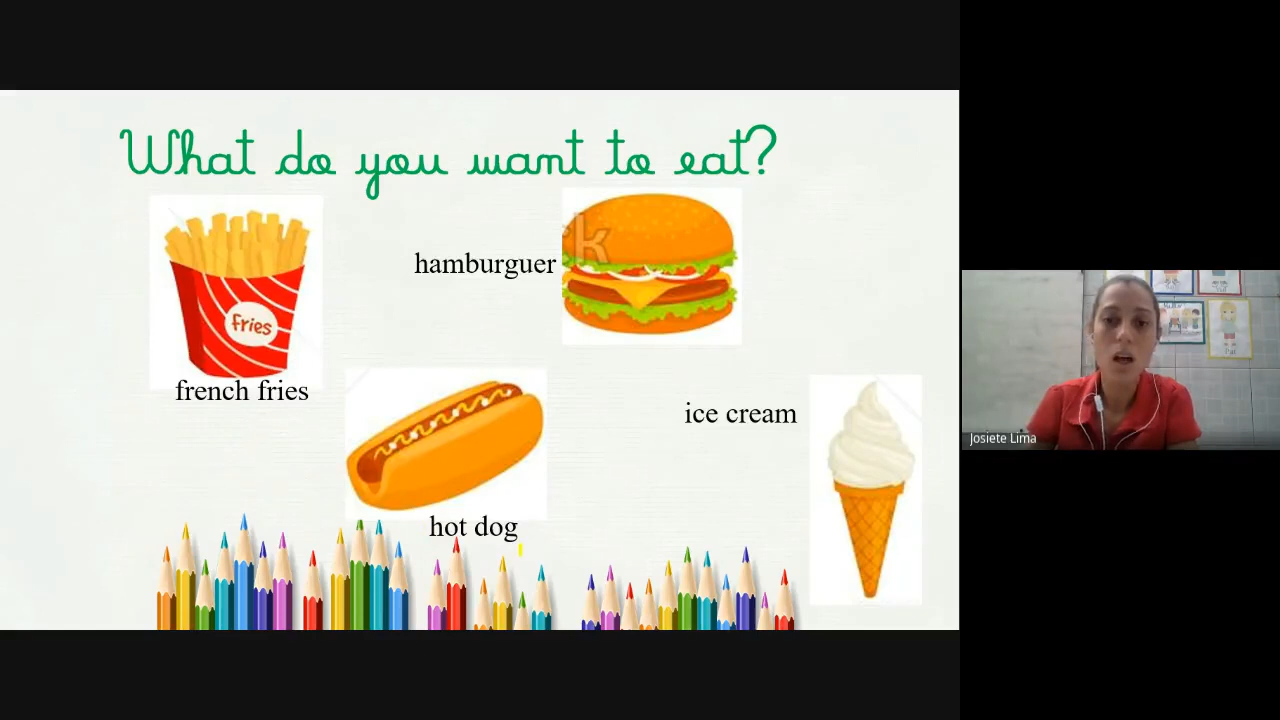 What do you want to eat?
hamburguer
fries
french fries
ice cream
hot dog
Josiete Lima